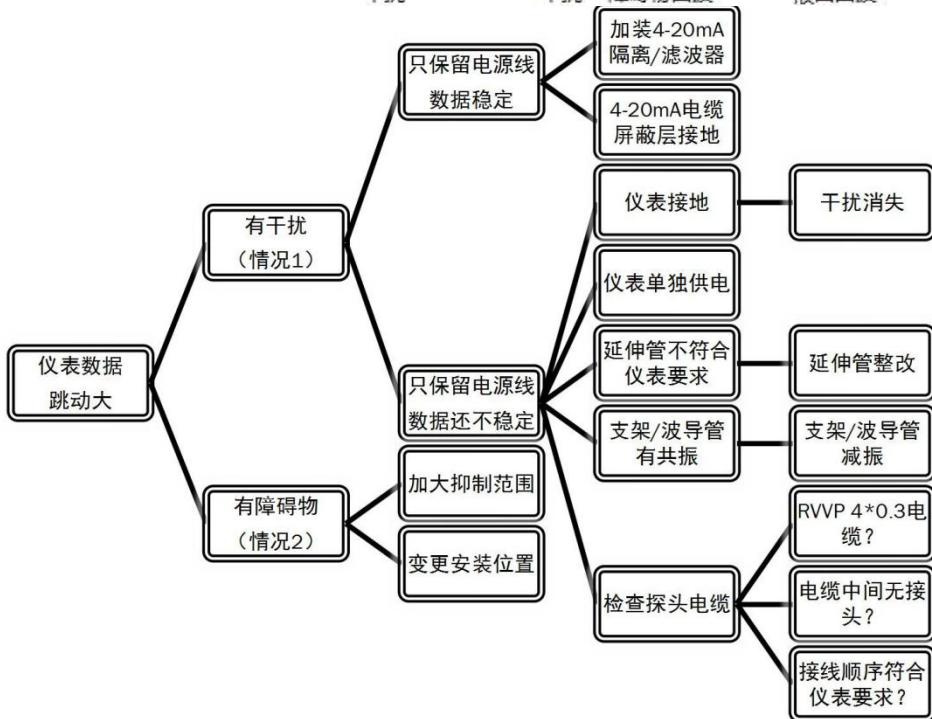 加装4-20mA
隔离/滤波器
只保留电源线
数据稳定
4-20mA电缆
屏蔽层接地
仪表接地
干扰消失
有干扰
（情况1）
仪表单独供电
仪表数据
跳动大
延伸管不符合
仪表要求
延伸管整改
只保留电源线
数据还不稳定
支架/波导管
有共振
支架/波导管
减振
加大抑制范围
有障碍物
（情况2）
RVVP 4*0.3电
缆？
变更安装位置
检查探头电缆
电缆中间无接
头？
接线顺序符合
仪表要求？